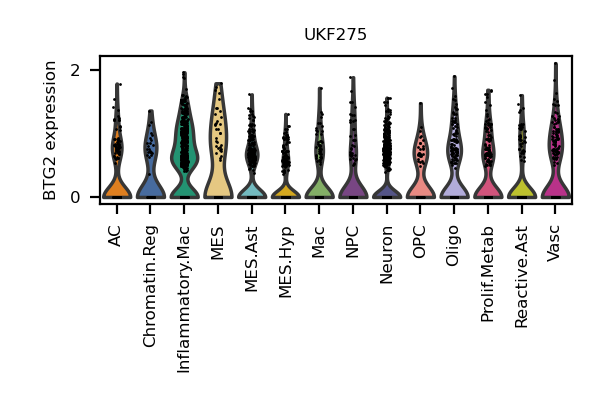 UKF275
BTG2 expression
2
0
AC
Chromatin.Reg
Inflammatory.Mac
MES
MES.Ast
MES.Hyp
Mac
NPC
Neuron
OPC
Oligo
Prolif.Metab
Reactive.Ast
Vasc